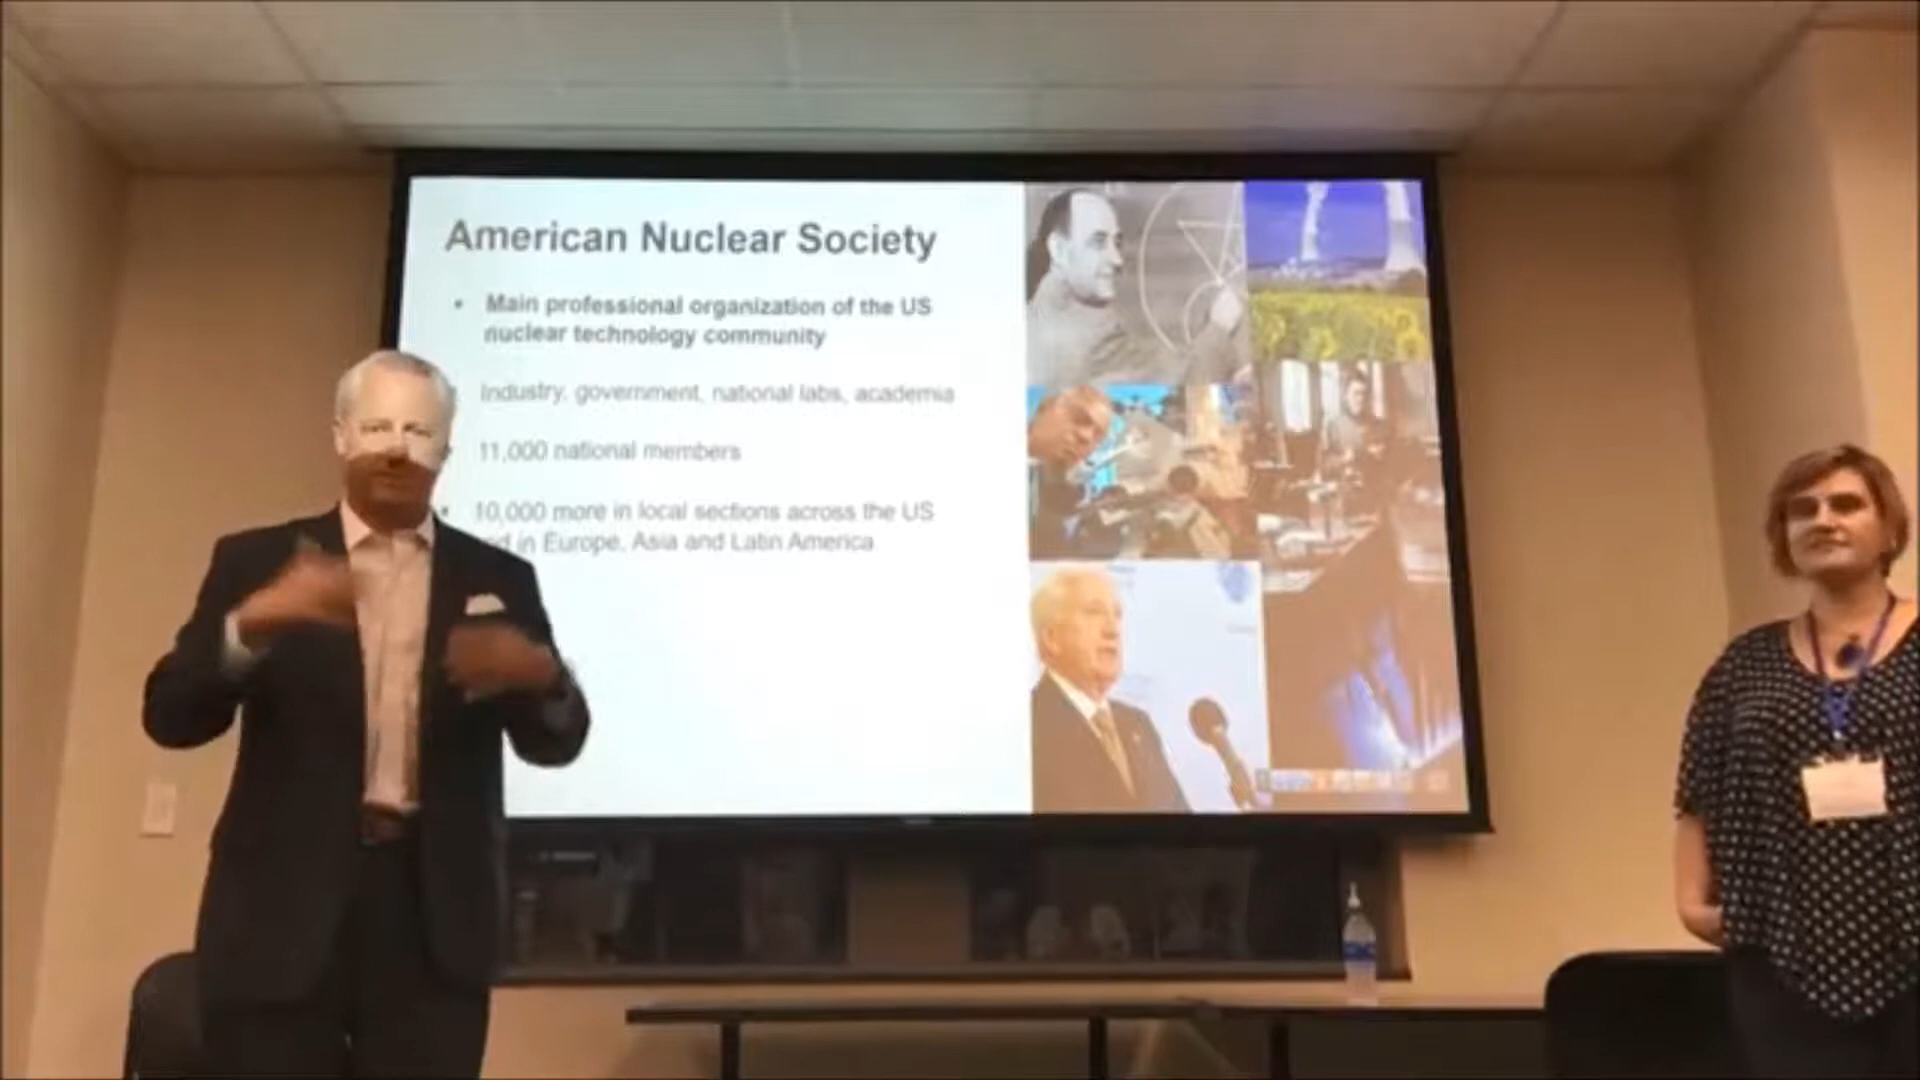 American Nuclear Society
• Main professional organization of the US
nuclear technology community
Industry, government, national labs, academia
11,000 national members
• 10,000 more in local sections across the US
in Europe, Asia and Latin America